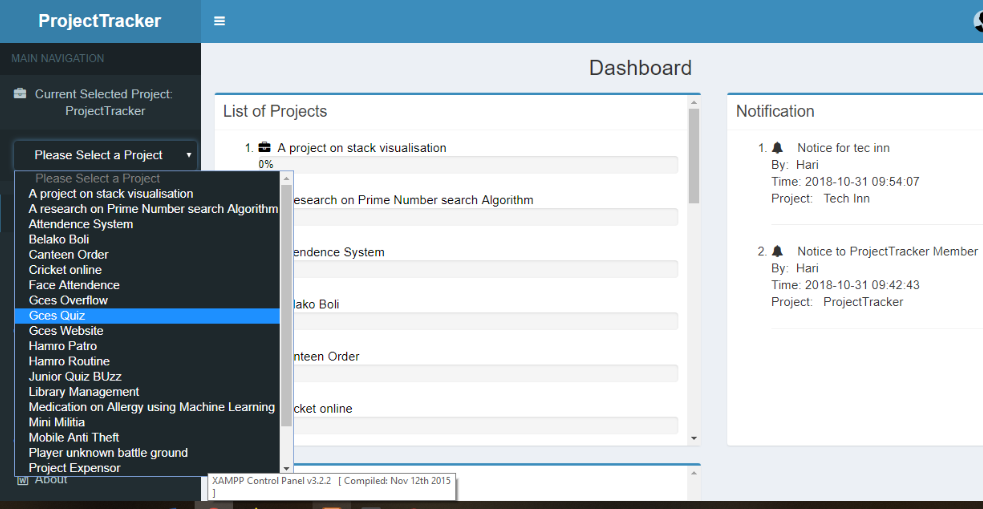 ProjectTracker
MAIN NAVIGATION
Current Selected Project:
ProjectTracker
Please Select a Project
Please Select a Project
A project on stack visualisation
A research on Prime Number search Algorithm
Attendence System
Belako Boli
Canteen Order
Cricket online
Face Attendence
Gces Overflow
Gces Quiz
Gces Website
Hamro Patro
Hamro Routine
Junior Quiz BUzz
Library Management
Medication on Allergy using Machine Learning
Mini Militia
Mobile Anti Theft
Player unknown battle ground
Project Expensor
About
Dashboard
List of Projects
1. A project on stack visualisation
0%
esearch on Prime Number search Algorithm
endence System
lako Boli
nteen Order
cket online
XAMPP Control Panel v3.2.2 [ Compiled: Nov 12th 2015
]
Notification
1. Notice for tec inn
By: Hari
Time: 2018-10-31 09:54:07
Project: Tech Inn
2. Notice to ProjectTracker Member
By: Hari
Time: 2018-10-31 09:42:43
Project: ProjectTracker